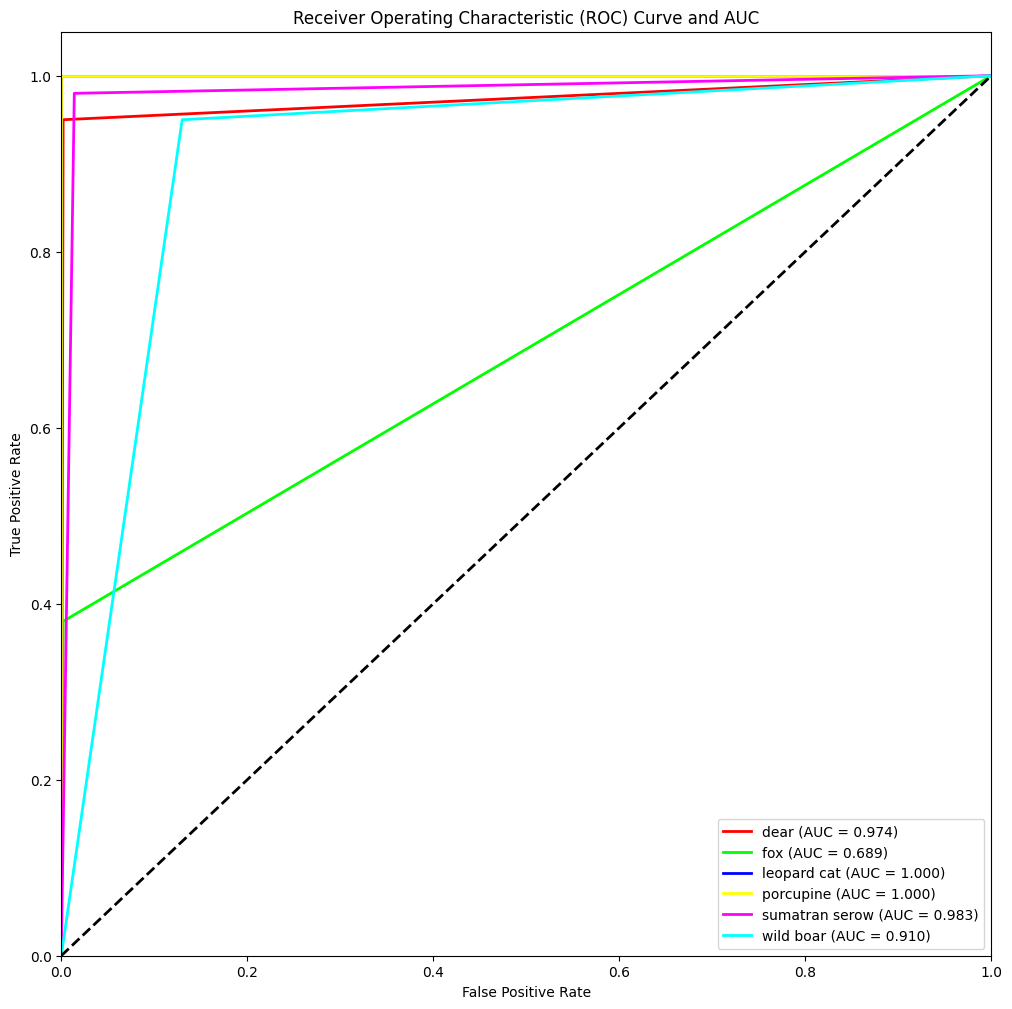 Receiver Operating Characteristic (ROC) Curve and AUC
1.0
0.8
0.6
0.4
0.2
0.0
True Positive Rate
0.0 0.2 0.4 0.6 0.8 1.0
False Positive Rate
dear (AUC = 0.974)
fox (AUC = 0.689)
leopard cat (AUC = 1.000)
porcupine (AUC = 1.000)
sumatran serow (AUC = 0.983)
wild boar (AUC = 0.910)